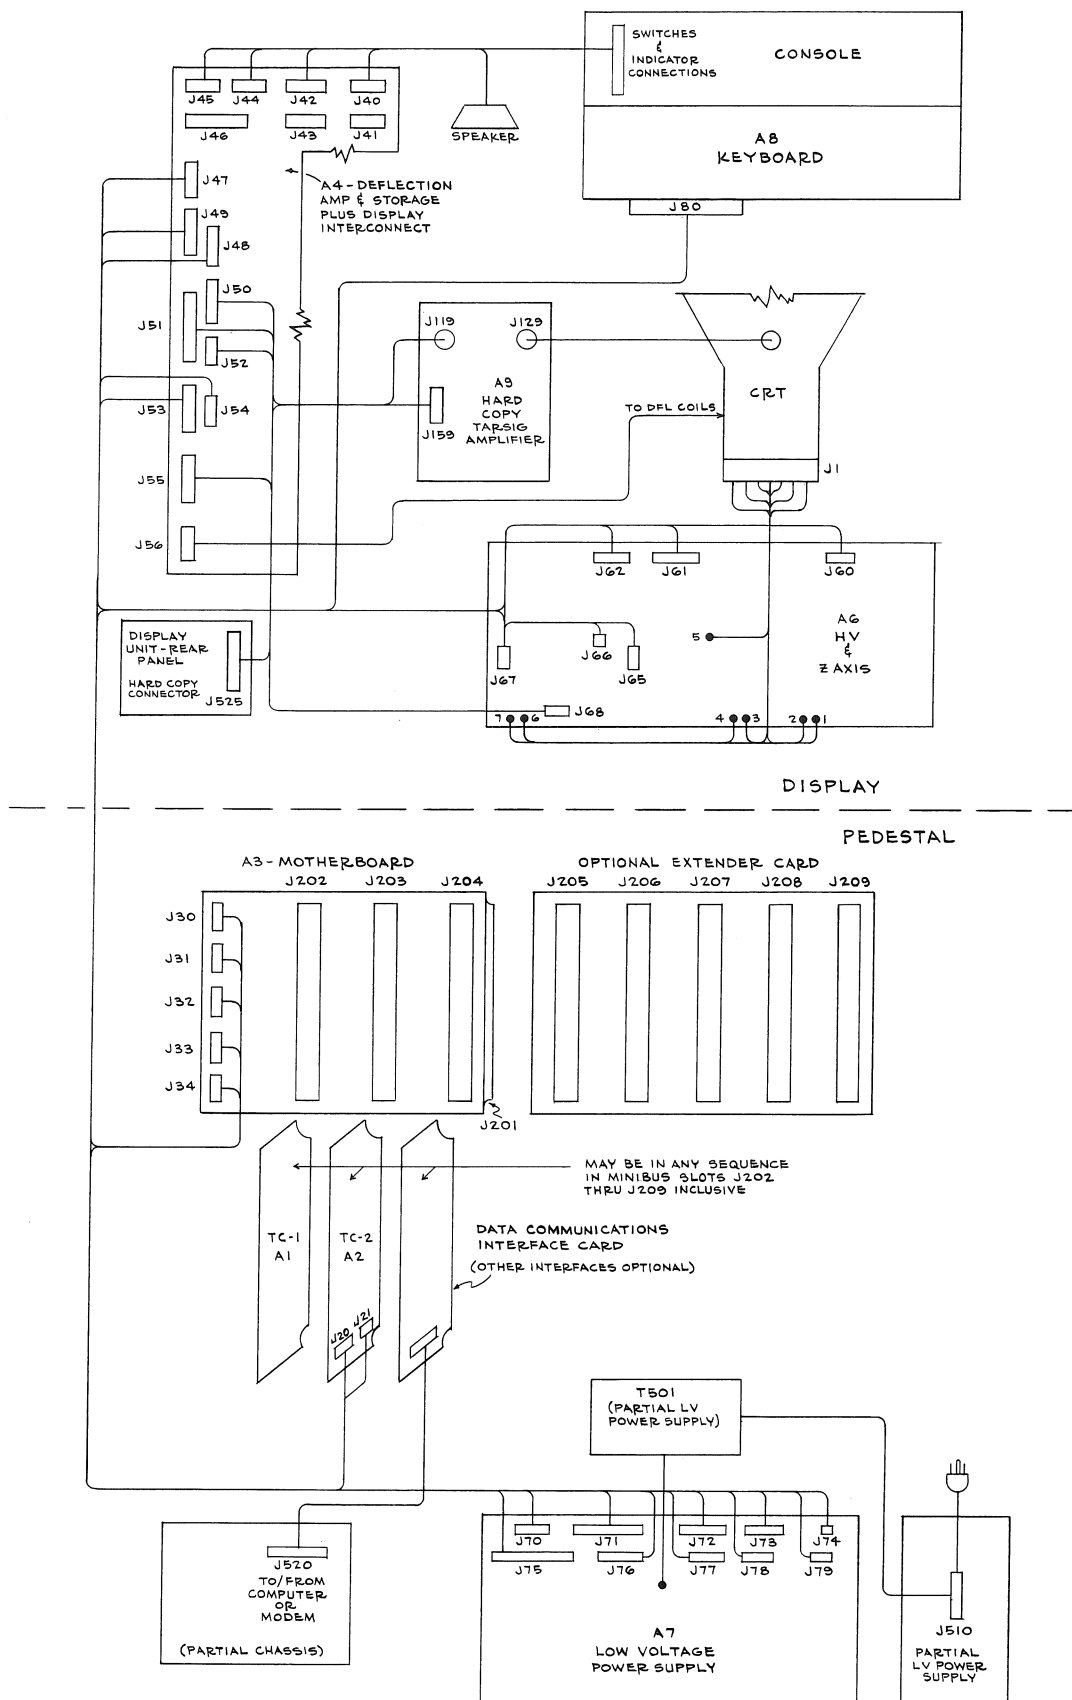 SWITCHES
&
INDICATOR
CONNECTIONS
CONSOLE
J45
J44
J42
J40
J46
J43
J41
SPEAKER
A8
KEYBOARD
J80
J47
A4-DEFLECTION
AMP & STORAGE
PLUS DISPLAY
INTERCONNECT
J49
J48
J50
J51
J52
J119
J129
A9
HARD
COPY
TARSIG
AMPLIFIER
J159
CRT
TO DFL COILS
J53
J54
J1
J55
J56
J62
J61
J60
A6
HV
&
Z AXIS
5
J67
J66
J65
J68
7
6
4
3
2
1
DISPLAY
UNIT-REAR
PANEL
HARD COPY
CONNECTOR
J525
DISPLAY
PEDESTAL
A3-MOTHERBOARD
OPTIONAL EXTENDER CARD
J202
J203
J204
J205
J206
J207
J208
J209
J30
J31
J32
J33
J34
J201
MAY BE IN ANY SEQUENCE
IN MINIBUS SLOTS J202
THRU J209 INCLUSIVE
TC-1
A1
TC-2
A2
DATA COMMUNICATIONS
INTERFACE CARD
(OTHER INTERFACES OPTIONAL)
J20
J21
T501
(PARTIAL LV
POWER SUPPLY)
J70
J71
J72
J73
J74
J75
J76
J77
J78
J79
A7
LOW VOLTAGE
POWER SUPPLY
J520
TO/FROM
COMPUTER
OR
MODEM
(PARTIAL CHASSIS)
J510
PARTIAL
LV POWER
SUPPLY